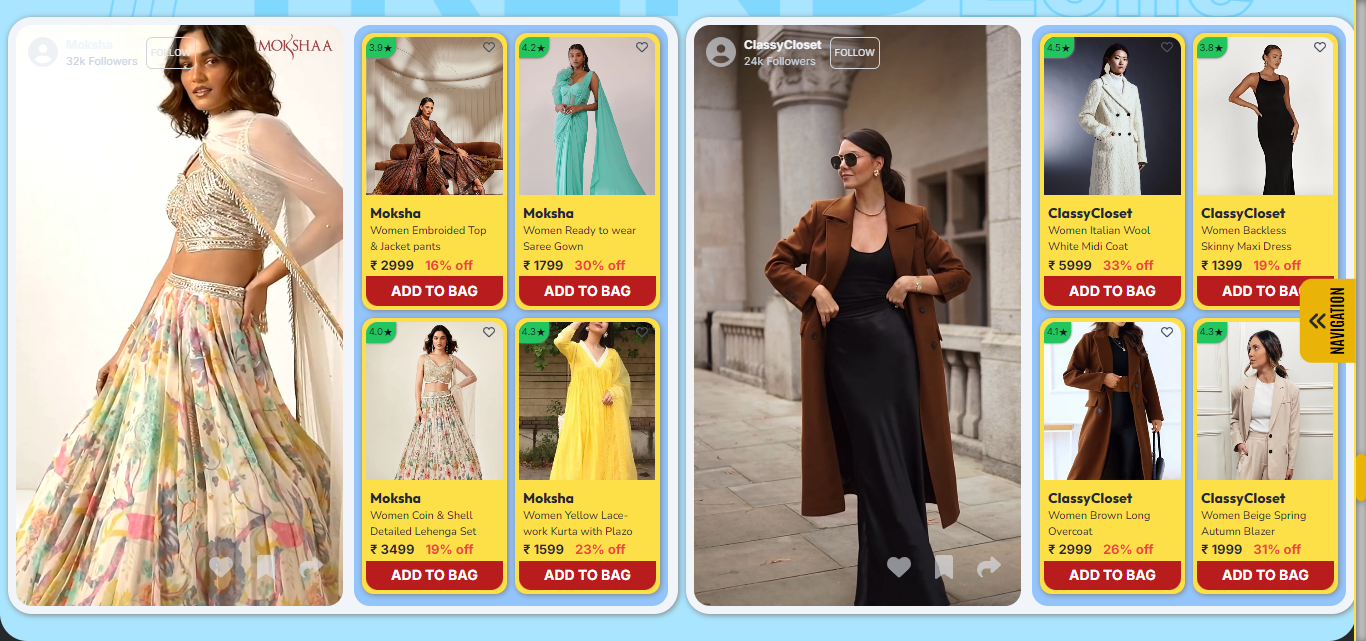 Moksha
32k Followers
FOLLOW
MOKSHAA
3.9★
Moksha
Women Embroided Top
& Jacket pants
₹ 2999 16% off
ADD TO BAG
4.2★
Moksha
Women Ready to wear
Saree Gown
₹ 1799 30% off
ADD TO BAG
4.0★
Moksha
Women Coin & Shell
Detailed Lehenga Set
₹ 3499 19% off
ADD TO BAG
4.3★
Moksha
Women Yellow Lace-
work Kurta with Plazo
₹ 1599 23% off
ADD TO BAG
ClassyCloset
24k Followers
FOLLOW
4.5★
ClassyCloset
Women Italian Wool
White Midi Coat
₹ 5999 33% off
ADD TO BAG
3.8★
ClassyCloset
Women Backless
Skinny Maxi Dress
₹ 1399 19% off
ADD TO BAG
4.1★
ClassyCloset
Women Brown Long
Overcoat
₹ 2999 26% off
ADD TO BAG
4.3★
ClassyCloset
Women Beige Spring
Autumn Blazer
₹ 1999 31% off
ADD TO BAG
NAVIGATION